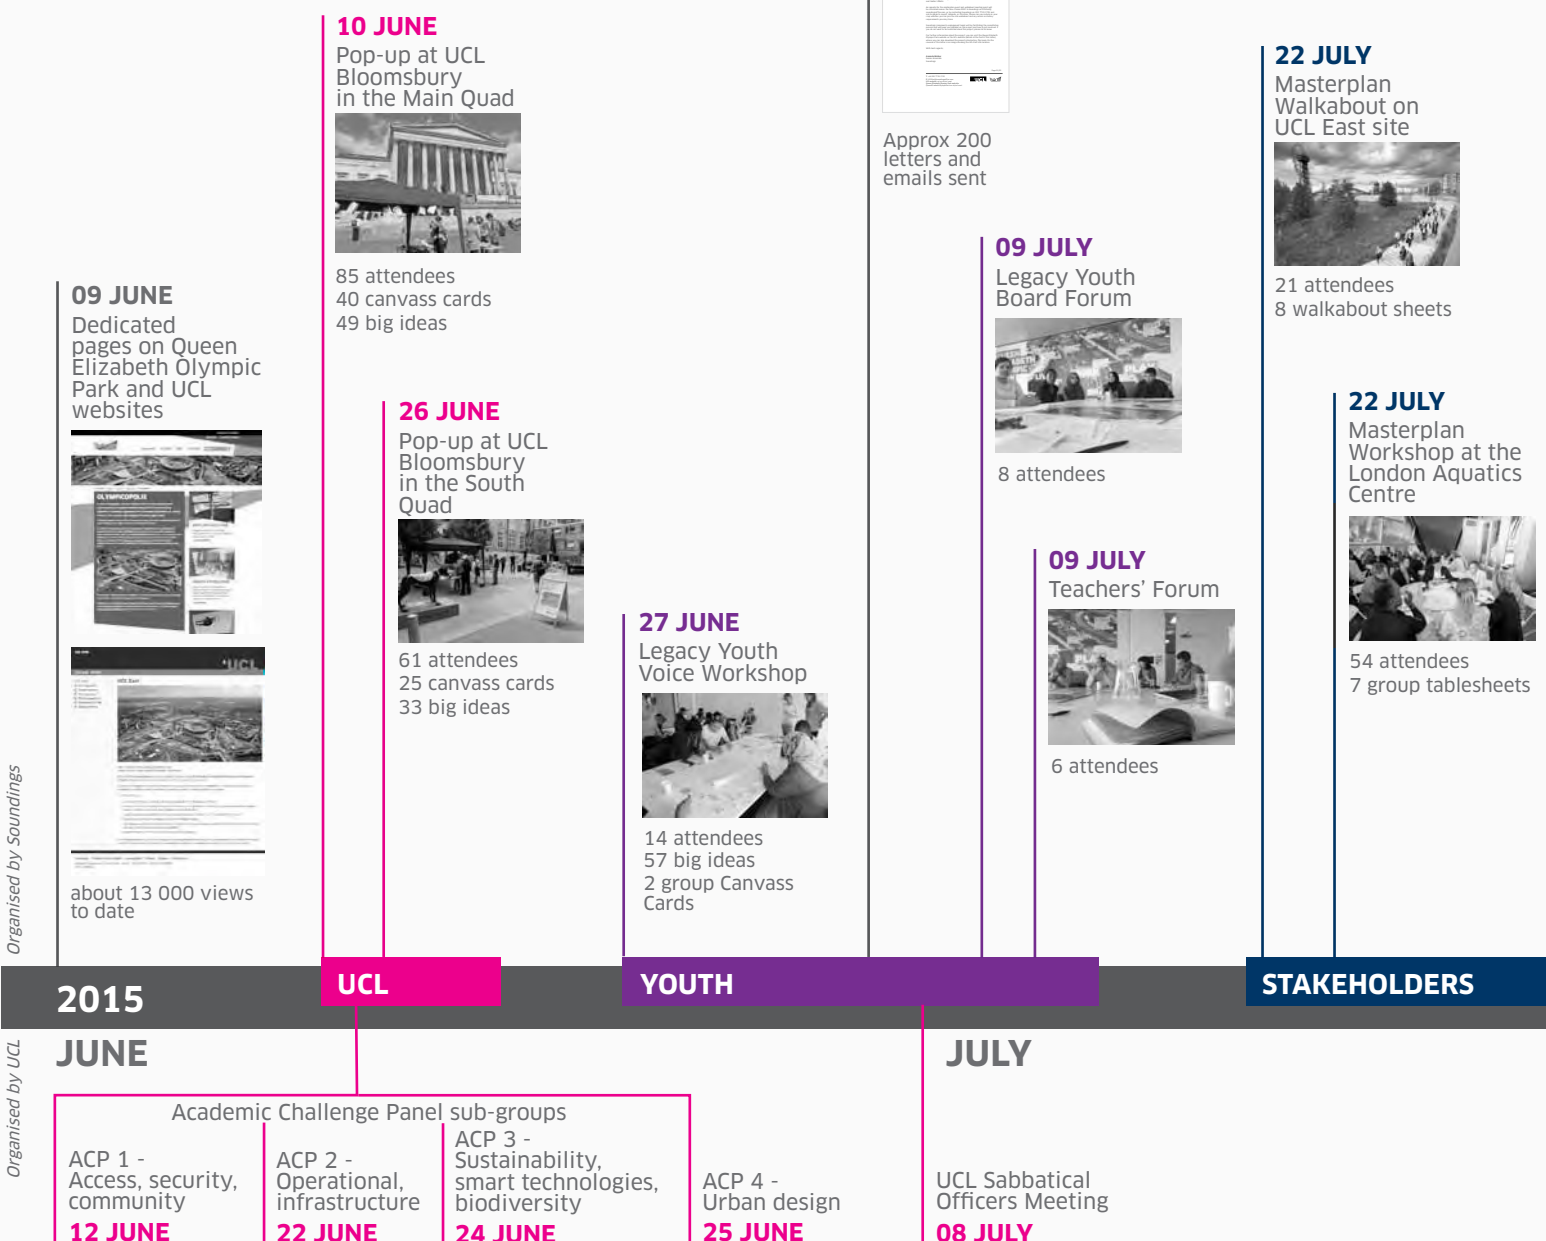 10 JUNE
Pop-up at UCL
Bloomsbury
in the Main Quad
85 attendees
40 canvass cards
49 big ideas
09 JUNE
Dedicated
pages on Queen
Elizabeth Olympic
Park and UCL
websites
OLYMPICOPOLIS
UCL
UCL East
about 13 000 views
to date
26 JUNE
Pop-up at UCL
Bloomsbury
in the South
Quad
61 attendees
25 canvass cards
33 big ideas
27 JUNE
Legacy Youth
Voice Workshop
14 attendees
57 big ideas
2 group Canvass
Cards
UCL
Approx 200
letters and
emails sent
09 JULY
Legacy Youth
Board Forum
8 attendees
09 JULY
Teachers’ Forum
6 attendees
22 JULY
Masterplan
Walkabout on
UCL East site
21 attendees
8 walkabout sheets
22 JULY
Masterplan
Workshop at the
London Aquatics
Centre
54 attendees
7 group tablesheets
Organised by Soundings
2015
UCL
YOUTH
STAKEHOLDERS
Organised by UCL
JUNE
JULY
Academic Challenge Panel sub-groups
ACP 1 -
Access, security,
community
12 JUNE
ACP 2 -
Operational,
infrastructure
22 JUNE
ACP 3 -
Sustainability,
smart technologies,
biodiversity
24 JUNE
ACP 4 -
Urban design
25 JUNE
UCL Sabbatical
Officers Meeting
08 JULY